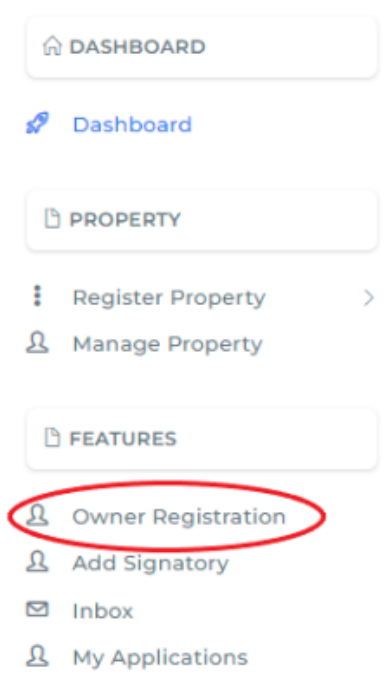 DASHBOARD
Dashboard
PROPERTY
Register Property
Manage Property
FEATURES
Owner Registration
Add Signatory
Inbox
My Applications